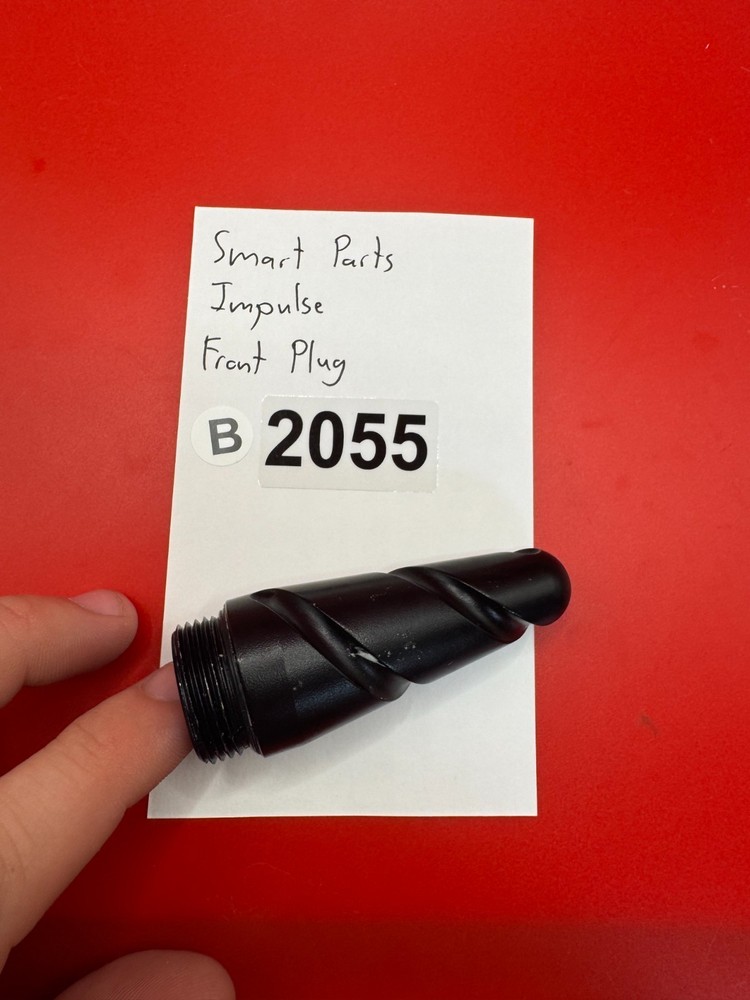 Smart Parts
Impulse
Front Plug
B 2055